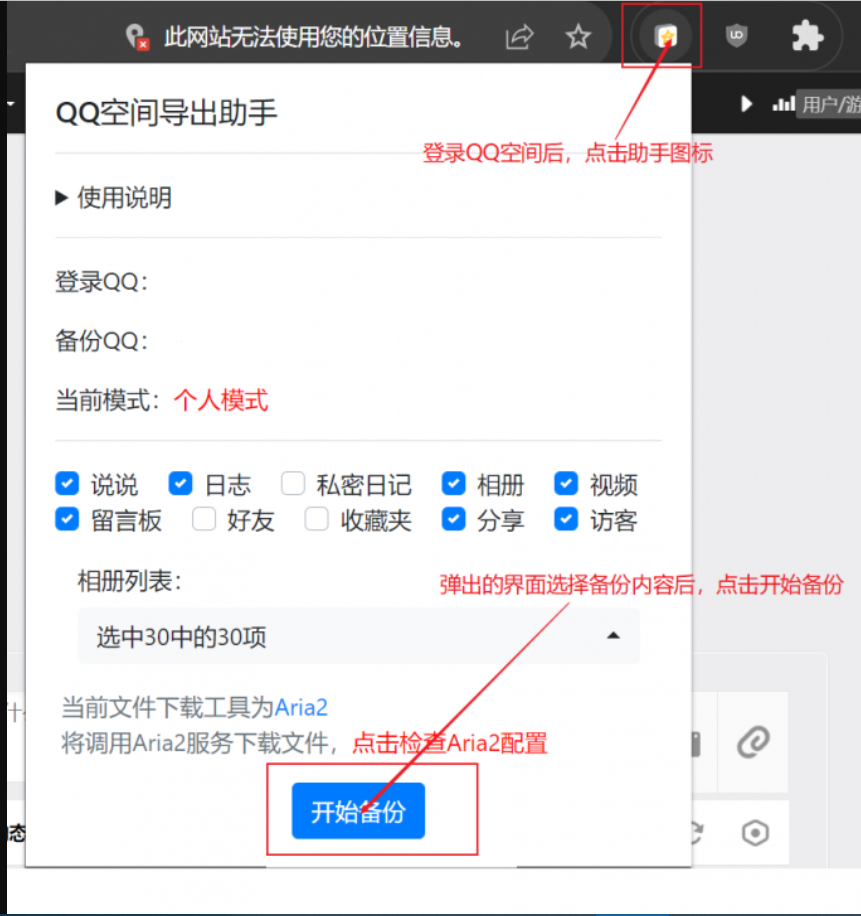 此网站无法使用您的位置信息。
用户/游
QQ空间导出助手
登录QQ空间后，点击助手图标
使用说明
登录QQ：
备份QQ：
当前模式：个人模式
说说 日志 私密日记 相册 视频
留言板 好友 收藏夹 分享 访客
相册列表：
弹出的界面选择备份内容后，点击开始备份
选中30中的30项
当前文件下载工具为Aria2
将调用Aria2服务下载文件，点击检查Aria2配置
开始备份
态